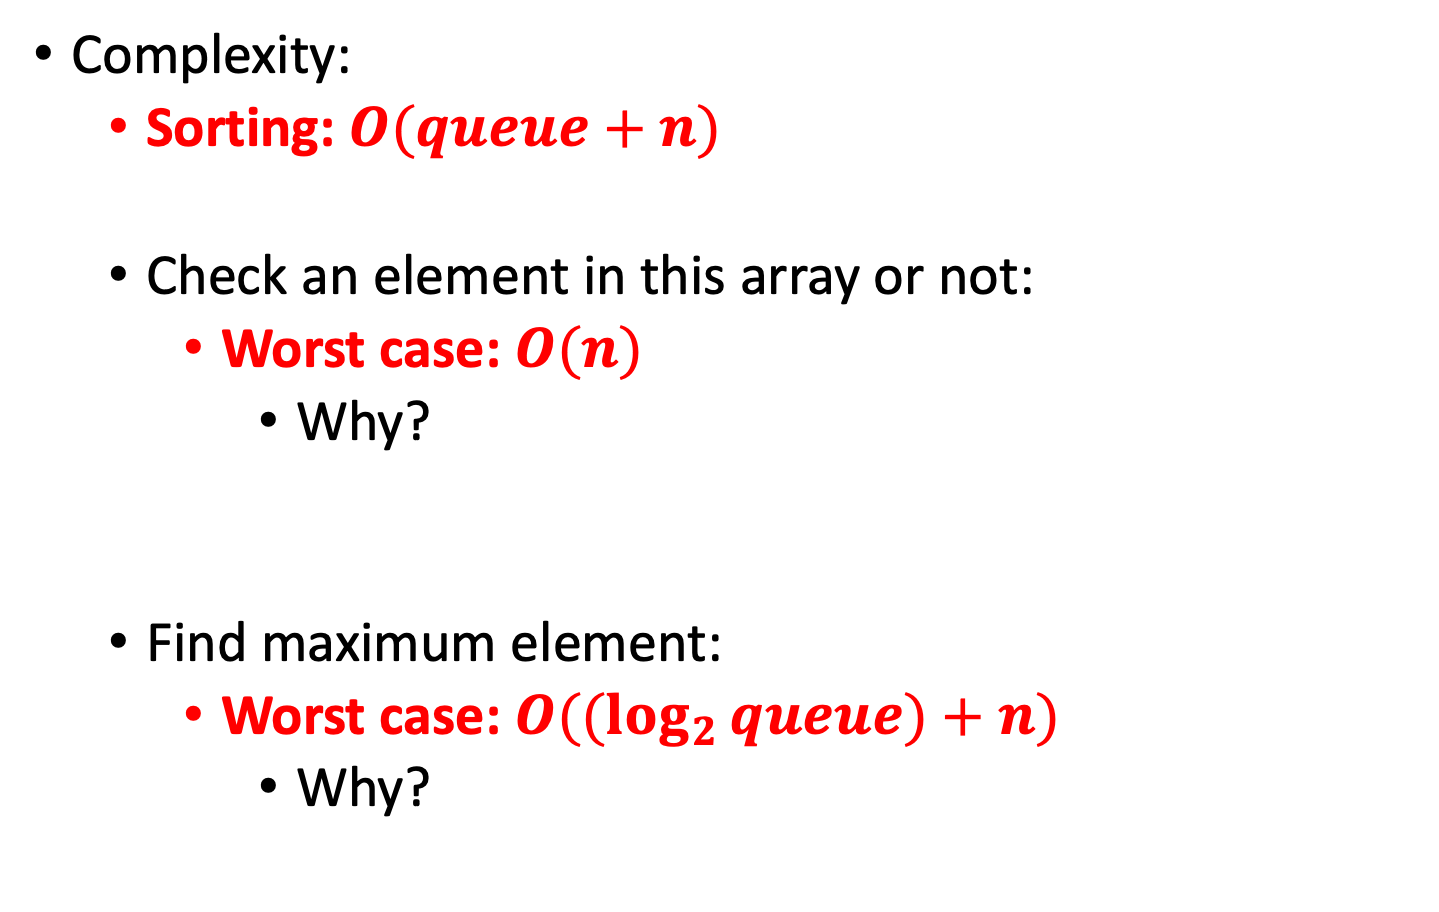 • Complexity:
• Sorting: O(queue + n)
• Check an element in this array or not:
• Worst case: O(n)
• Why?
• Find maximum element:
• Worst case: O((log₂ queue) + n)
• Why?